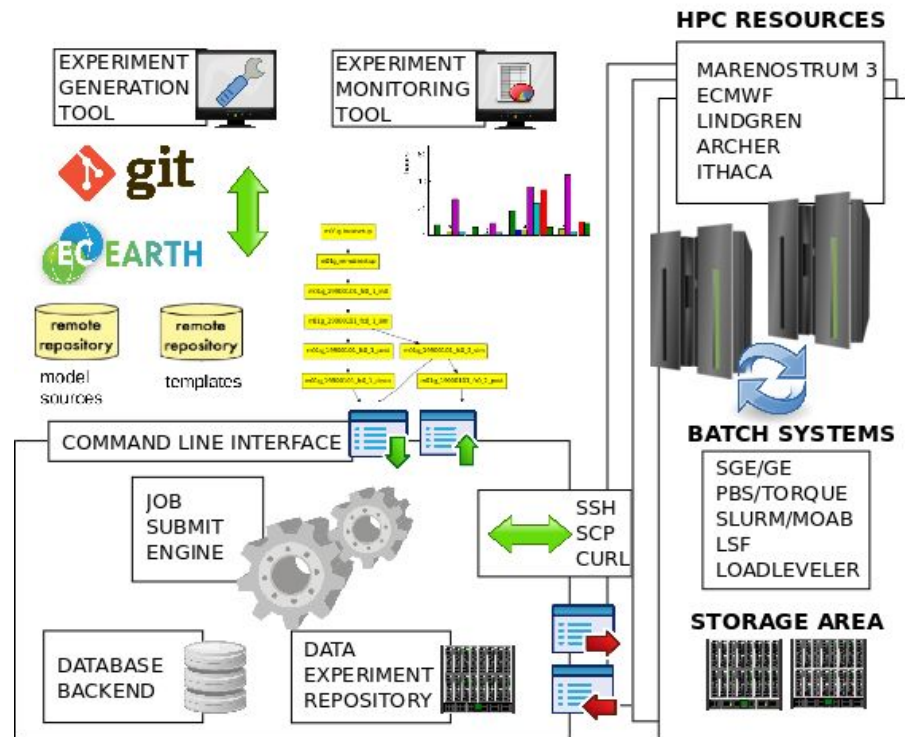 HPC RESOURCES
EXPERIMENT
GENERATION
TOOL
EXPERIMENT
MONITORING
TOOL
MARENOSTRUM 3
ECMWF
LINDGREN
ARCHER
ITHACA
git
EC EARTH
remote
repository
model
sources
remote
repository
templates
COMMAND LINE INTERFACE
JOB
SUBMIT
ENGINE
SSH
SCP
CURL
DATABASE
BACKEND
DATA
EXPERIMENT
REPOSITORY
BATCH SYSTEMS
SGE/GE
PBS/TORQUE
SLURM/MOAB
LSF
LOADLEVELER
STORAGE AREA